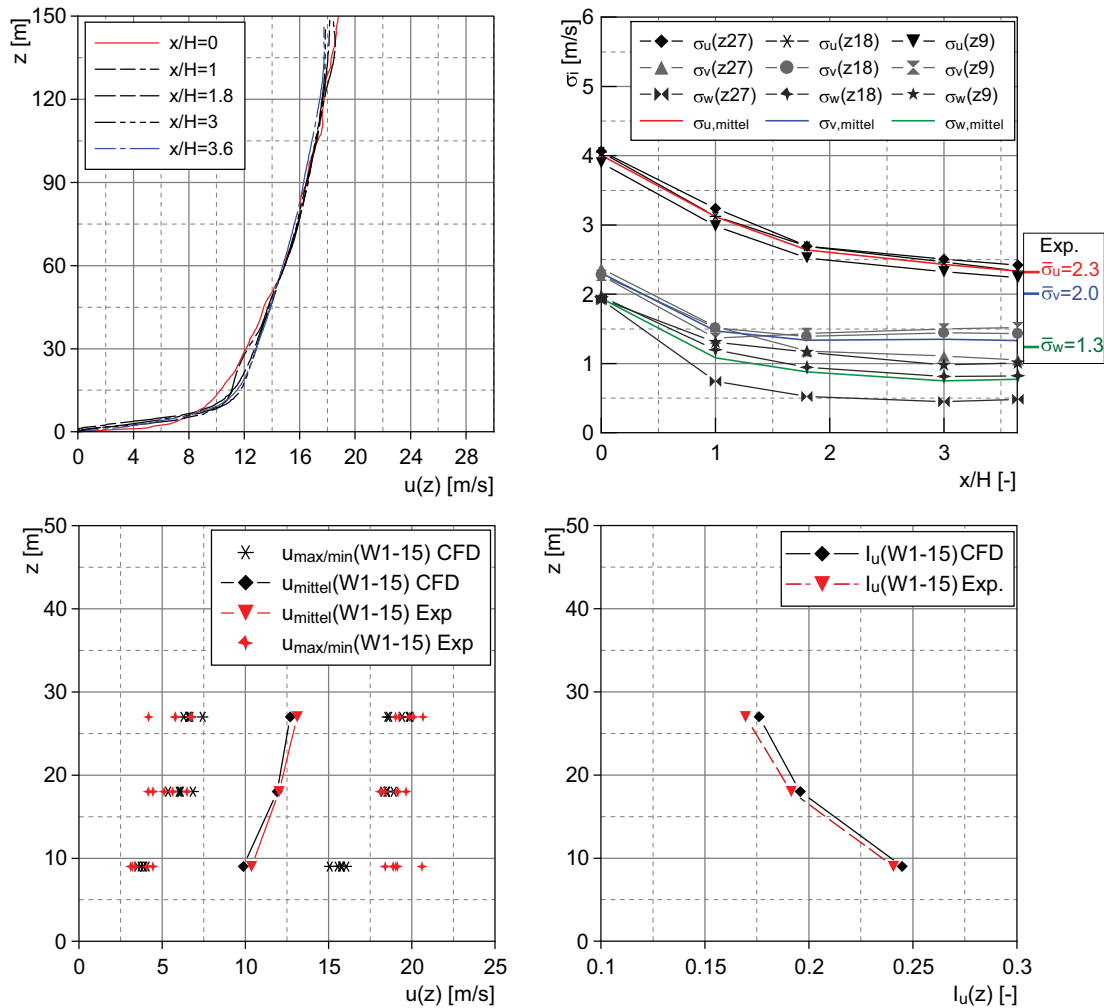 z [m]
150
120
90
60
30
0
x/H=0
x/H=1
x/H=1.8
x/H=3
x/H=3.6
0 4 8 12 16 20 24 28
u(z) [m/s]
σi [m/s]
6
5
4
3
2
1
0
σu(z27) σu(z18) σu(z9)
σv(z27) σv(z18) σv(z9)
σw(z27) σw(z18) σw(z9)
σu,mittel σv,mittel σw,mittel
Exp.
σ̅u=2.3
σ̅v=2.0
σ̅w=1.3
0 1 2 3
x/H [-]
z [m]
50
40
30
20
10
0
umax/min(W1-15) CFD
umittel(W1-15) CFD
umittel(W1-15) Exp
umax/min(W1-15) Exp
0 5 10 15 20 25
u(z) [m/s]
z [m]
50
40
30
20
10
0
Iu(W1-15) CFD
Iu(W1-15) Exp.
0.1 0.15 0.2 0.25 0.3
Iu(z) [-]